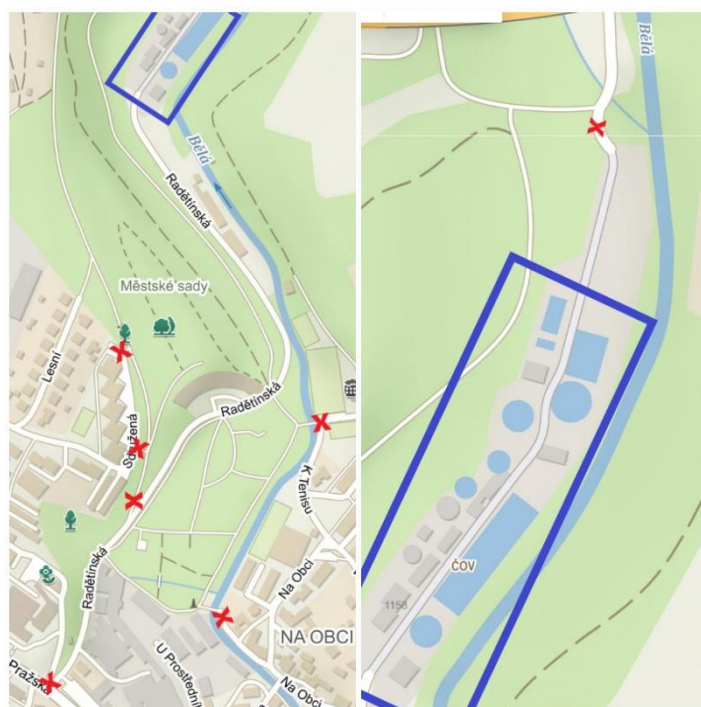 Bělá
Radětínská
Městské sady
Lesní
Sdružená
Radětínská
K Tenisu
Radětínská
Na Obci
NA OBCI
U Prostřední
Na Obci
Pražská
Bělá
ČOV
1158